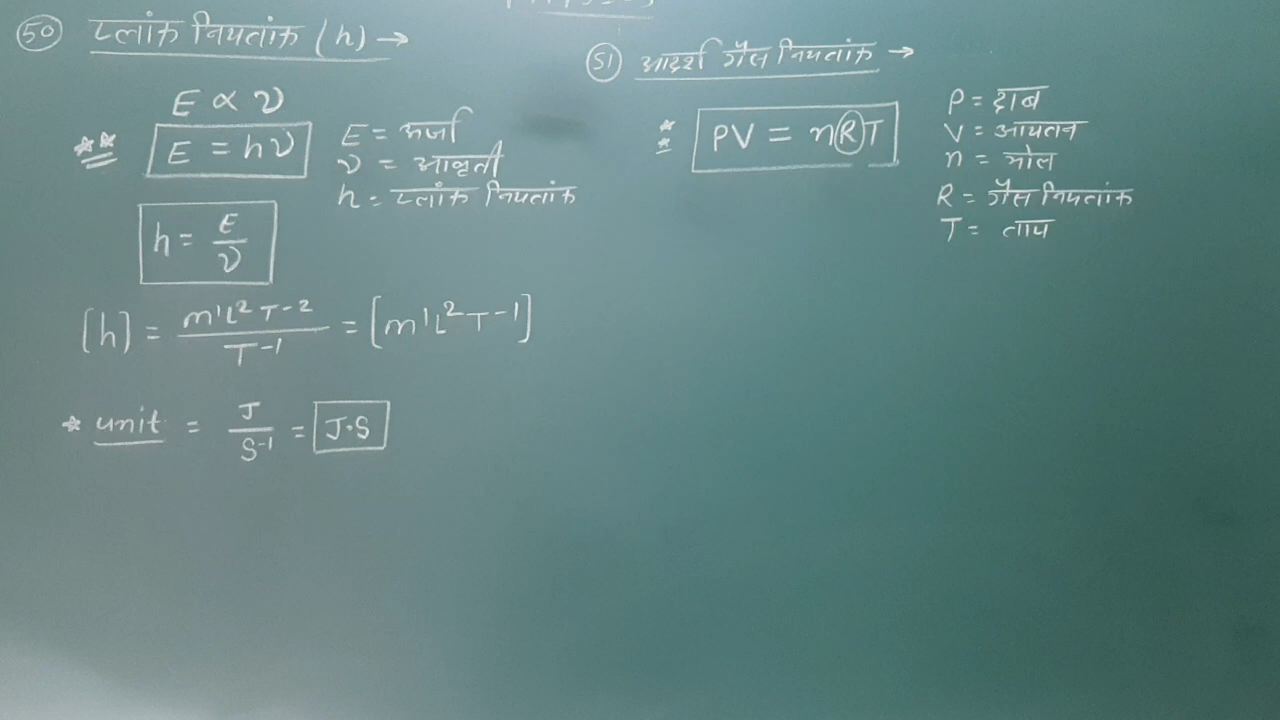 50 प्लांक नियतांक (h) →
E ∝ ν
** E = hν
E = ऊर्जा
ν = आवृत्ती
h = प्लांक नियतांक
h = E/ν
[h] = M¹L²T⁻²/T⁻¹ = [M¹L²T⁻¹]
* unit = J/S⁻¹ = J·S
51 आदर्श गैस नियतांक →
** PV = nRT
P = दाब
V = आयतन
n = मोल
R = गैस नियतांक
T = ताप